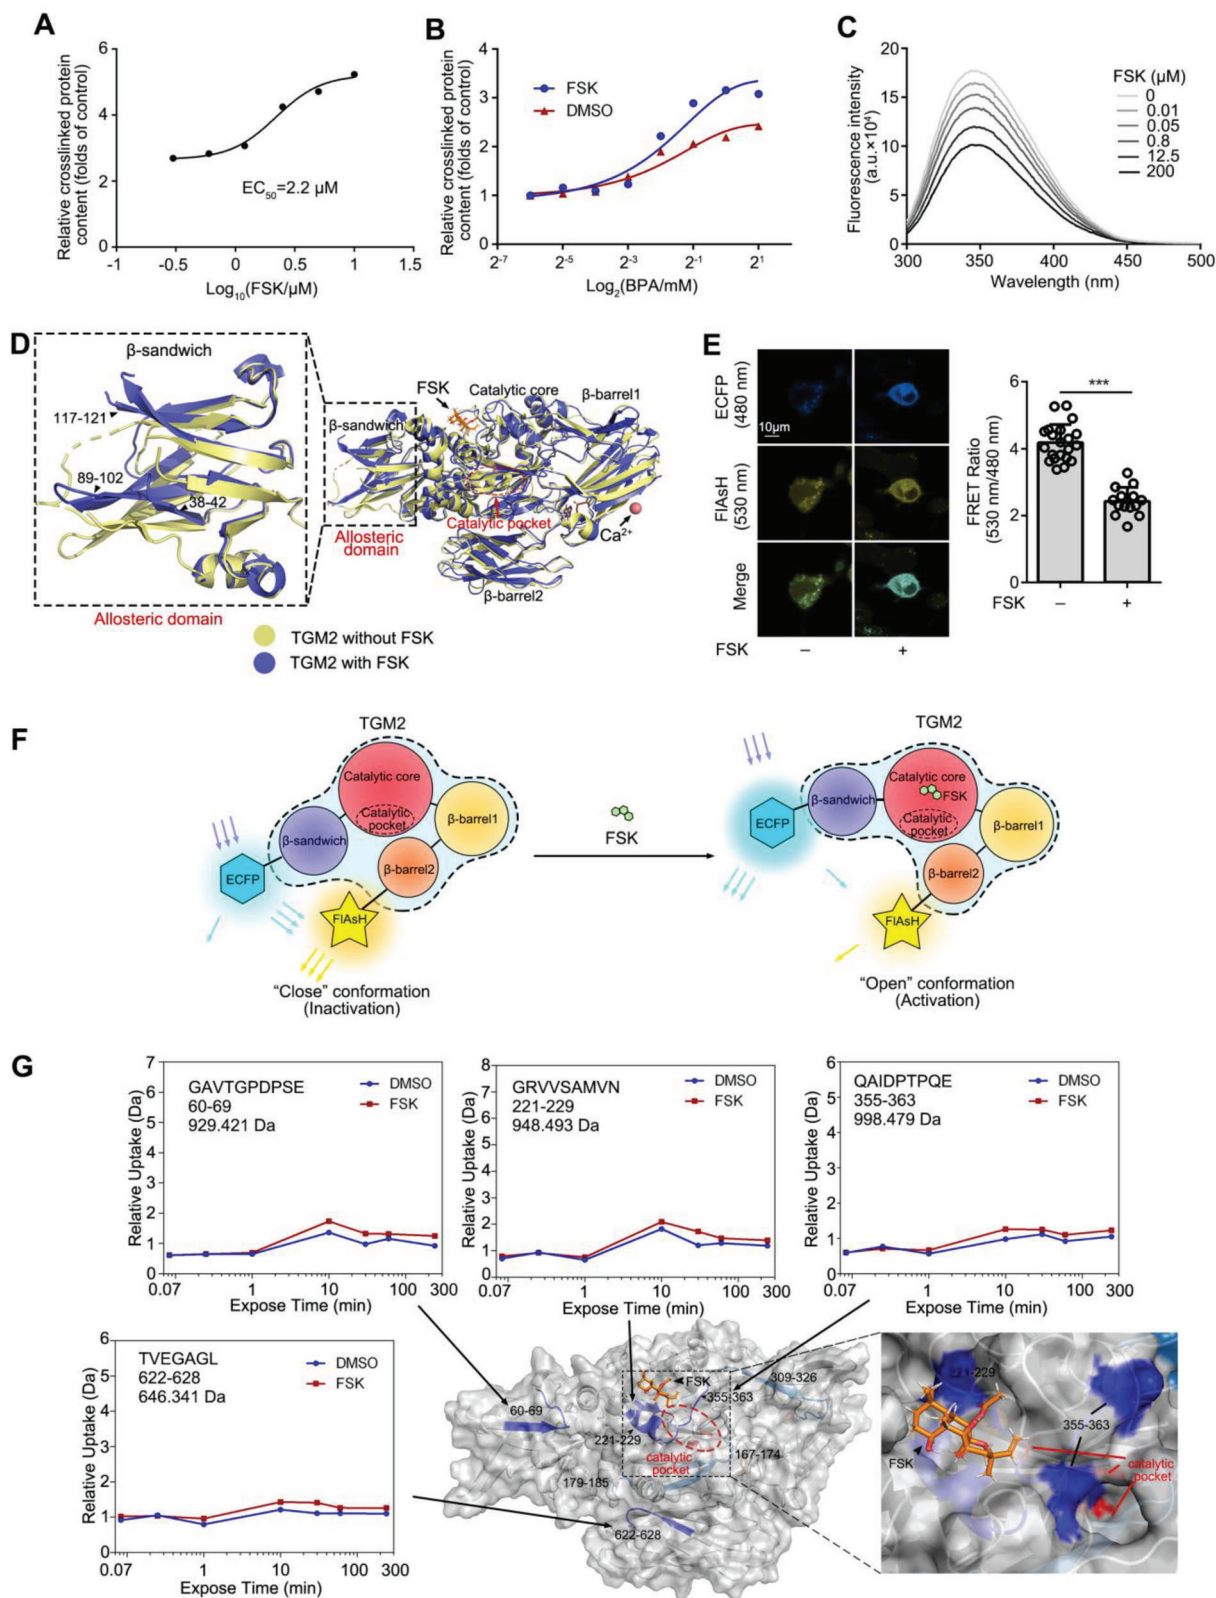 A
Relative crosslinked protein
content (folds of control)
6
4
2
0
EC50=2.2 µM
-1
-0.5
0
0.5
1
1.5
Log10(FSK/µM)
B
Relative crosslinked protein
content (folds of control)
4
3
2
1
0
FSK
DMSO
2-7
2-5
2-3
2-1
21
Log2(BPA/mM)
C
Fluorescence intensity
(a.u.×10⁴)
20
15
10
5
0
300
350
400
450
500
Wavelength (nm)
FSK (µM)
0
0.01
0.05
0.8
12.5
200
D
β-sandwich
117-121
89-102
38-42
Allosteric domain
FSK
Catalytic core
β-barrel1
β-sandwich
Catalytic pocket
Allosteric
domain
Ca2+
β-barrel2
TGM2 without FSK
TGM2 with FSK
E
ECFP
(480 nm)
10µm
FlAsH
(530 nm)
Merge
FSK
–
+
FRET Ratio
(530 nm/480 nm)
6
4
2
0
***
FSK
–
+
F
TGM2
Catalytic core
Catalytic
pocket
β-sandwich
β-barrel1
ECFP
β-barrel2
FlAsH
"Close" conformation
(Inactivation)
FSK
TGM2
Catalytic core
FSK
Catalytic
pocket
β-sandwich
β-barrel1
ECFP
β-barrel2
FlAsH
"Open" conformation
(Activation)
G
Relative Uptake (Da)
7
6
5
4
3
2
1
0
GAVTGPDPSE
60-69
929.421 Da
DMSO
FSK
0.07
1
10
100
300
Expose Time (min)
Relative Uptake (Da)
8
7
6
5
4
3
2
1
0
GRVVSAMVN
221-229
948.493 Da
DMSO
FSK
0.07
1
10
100
300
Expose Time (min)
Relative Uptake (Da)
6
5
4
3
2
1
0
QAIDPTPQE
355-363
998.479 Da
DMSO
FSK
0.07
1
10
100
300
Expose Time (min)
Relative Uptake (Da)
6
5
4
3
2
1
0
TVEGAGL
622-628
646.341 Da
DMSO
FSK
0.07
1
10
100
300
Expose Time (min)
FSK
309-326
355-363
60-69
221-229
catalytic
pocket
167-174
179-185
622-628
221-229
355-363
FSK
catalytic
pocket